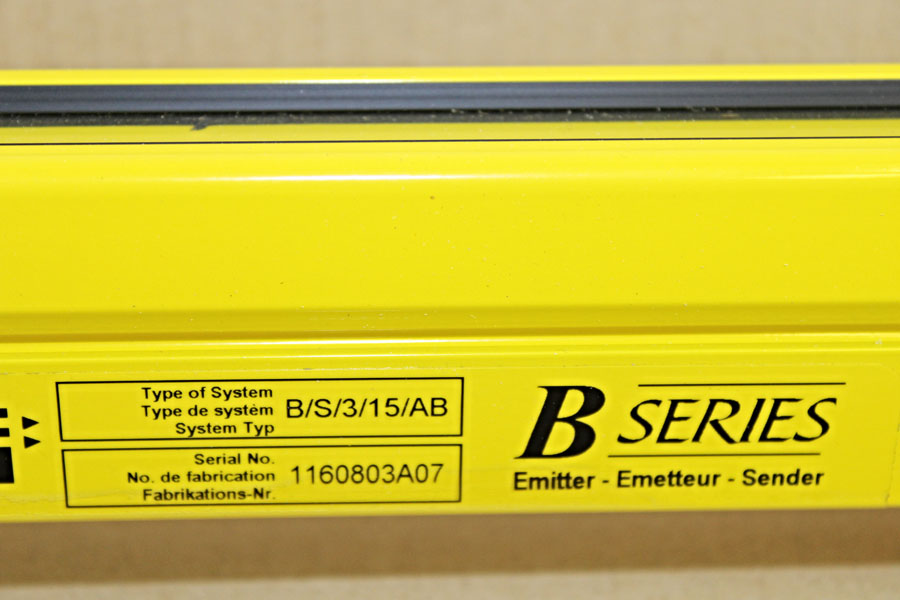 Type of System
Type de systèm
System Typ
B/S/3/15/AB
Serial No.
No. de fabrication
Fabrikations-Nr.
1160803A07
B SERIES
Emitter - Emetteur - Sender